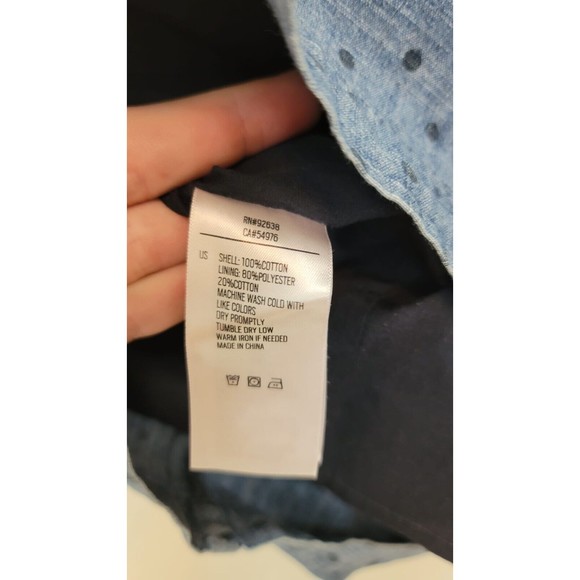 RN#92638
CA#54976
US SHELL: 100%COTTON
LINING: 80%POLYESTER
20%COTTON
MACHINE WASH COLD WITH
LIKE COLORS
DRY PROMPTLY
TUMBLE DRY LOW
WARM IRON IF NEEDED
MADE IN CHINA